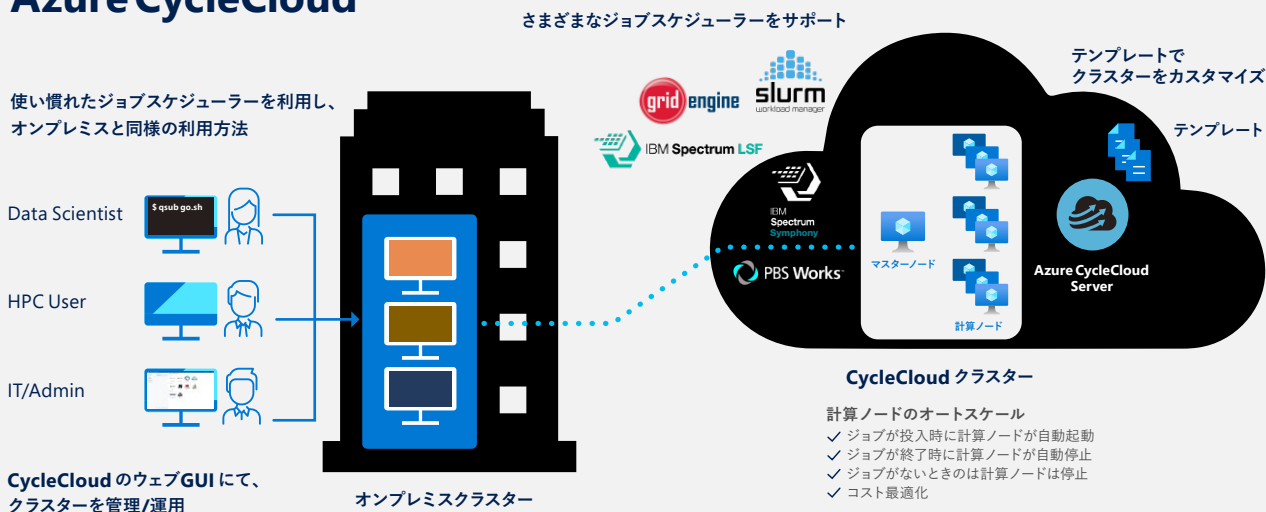 Azure CycleCloud
さまざまなジョブスケジューラーをサポート
使い慣れたジョブスケジューラーを利用し、
オンプレミスと同様の利用方法
grid engine
slurm
workload manager
IBM Spectrum LSF
IBM
Spectrum
Symphony
PBS Works
テンプレートで
クラスターをカスタマイズ
テンプレート
Data Scientist
$ qsub go.sh
HPC User
IT/Admin
マスターノード
計算ノード
Azure CycleCloud
Server
CycleCloud のウェブGUI にて、
クラスターを管理/運用
オンプレミスクラスター
CycleCloud クラスター
計算ノードのオートスケール
✓ ジョブが投入時に計算ノードが自動起動
✓ ジョブが終了時に計算ノードが自動停止
✓ ジョブがないときのは計算ノードは停止
✓ コスト最適化